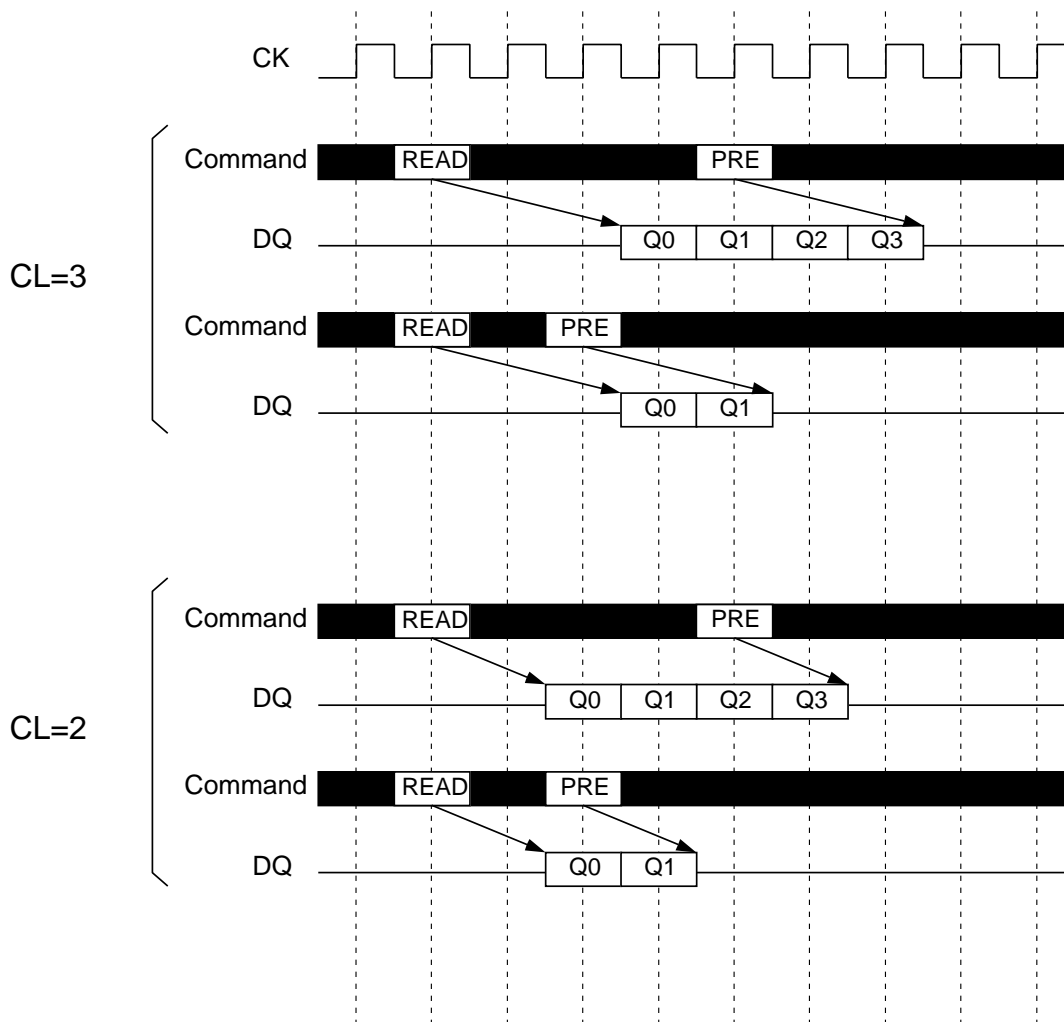 CK
Command READ PRE
DQ Q0 Q1 Q2 Q3
CL=3
Command READ PRE
DQ Q0 Q1
Command READ PRE
DQ Q0 Q1 Q2 Q3
CL=2
Command READ PRE
DQ Q0 Q1